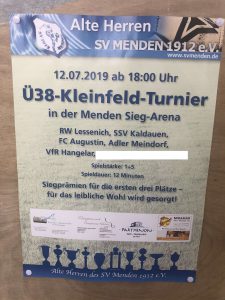 Alte Herren
SV MENDEN 1912 e.V.
www.svmenden.de
12.07.2019 ab 18:00 Uhr
Ü38-Kleinfeld-Turnier
in der Menden Sieg-Arena
RW Lessenich, SSV Kaldauen,
FC Augustin, Adler Meindorf,
VfR Hangelar,
Spielstärke: 1+5
Spieldauer: 12 Minuten
Siegprämien für die ersten drei Plätze –
für das leibliche Wohl wird gesorgt!
Alte Herren des SV Menden 1912 e.V.